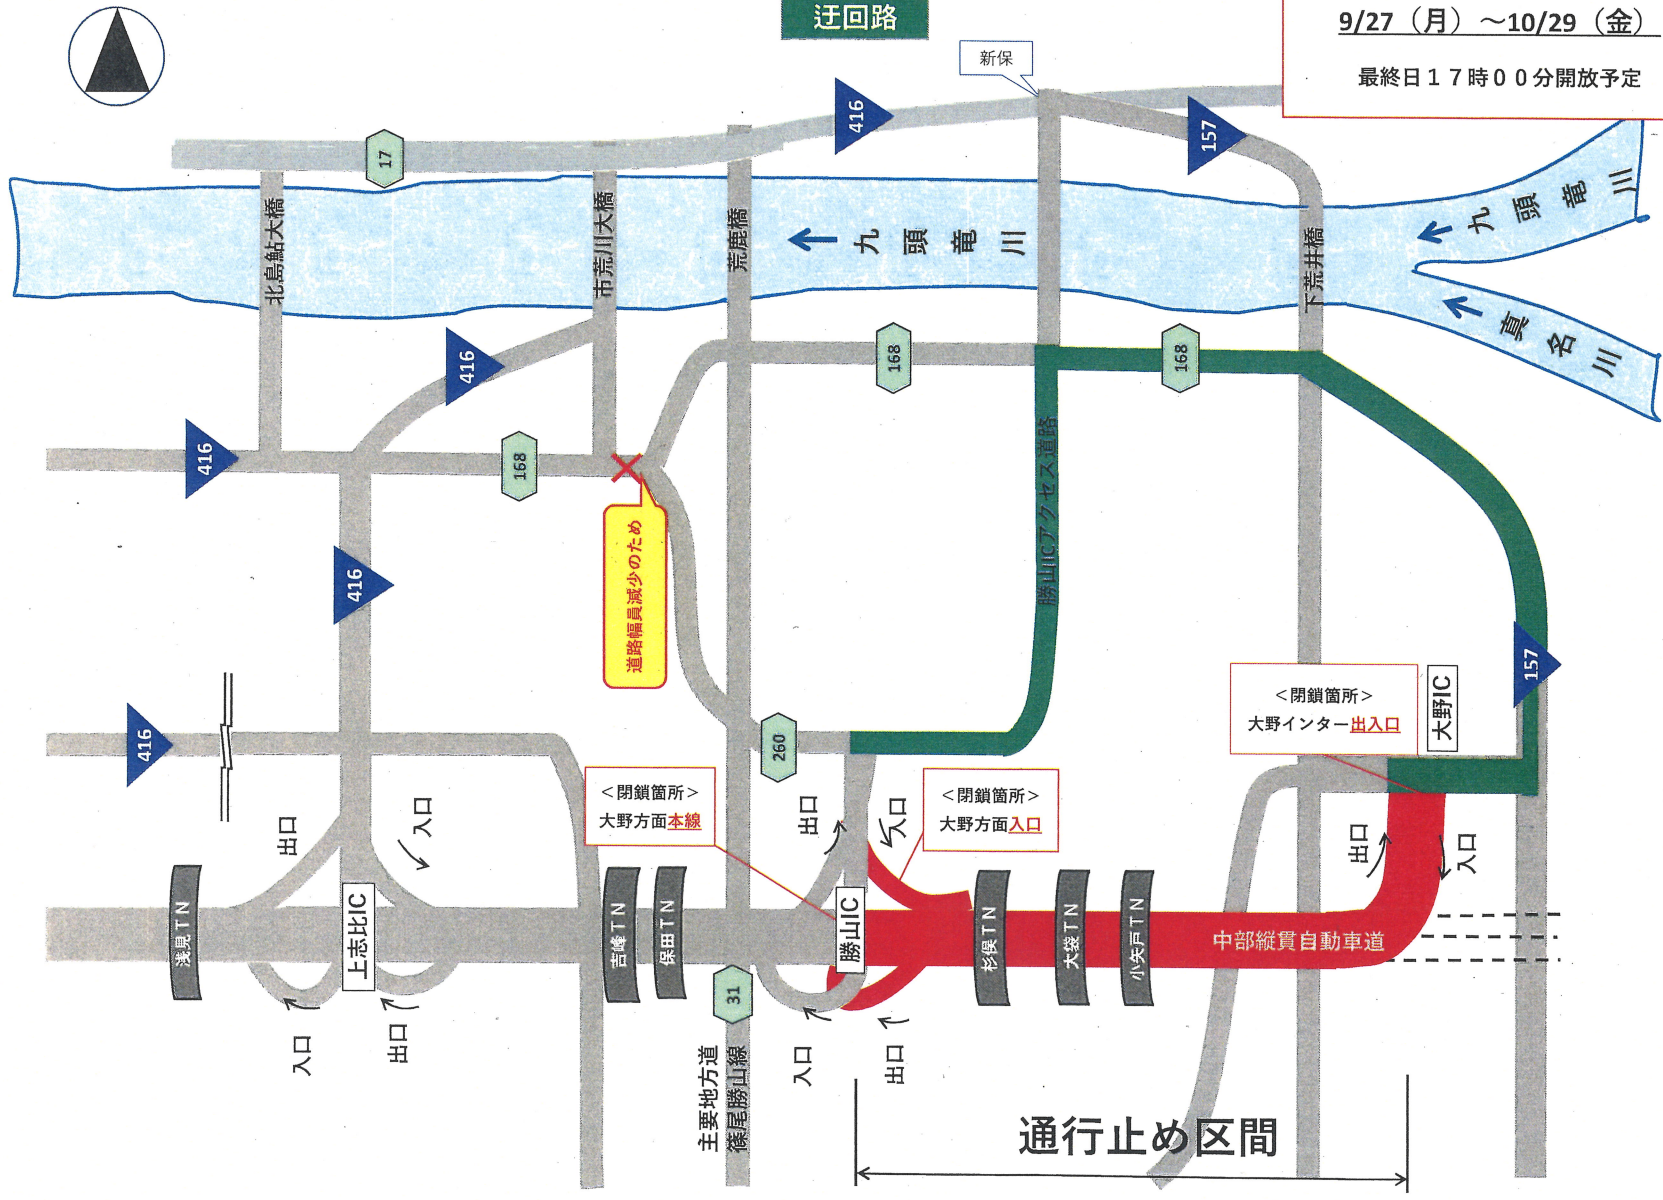 迂回路
9/27（月）～10/29（金）
最終日１７時００分開放予定
新保
416
157
17
北島鮎大橋
市荒川大橋
荒鹿橋
九頭竜川
下荒井橋
九頭竜川
真名川
416
168
168
416
168
道路幅員減少のため
勝山ICアクセス道路
416
416
260
157
＜閉鎖箇所＞
大野インター出入口
大野IC
＜閉鎖箇所＞
大野方面本線
＜閉鎖箇所＞
大野方面入口
出口
入口
出口
入口
出口
入口
浅見TN
上志比IC
吉峰TN
保田TN
勝山IC
杉俣TN
大袋TN
小矢戸TN
中部縦貫自動車道
31
入口
出口
主要地方道
篠尾勝山線
入口
出口
通行止め区間